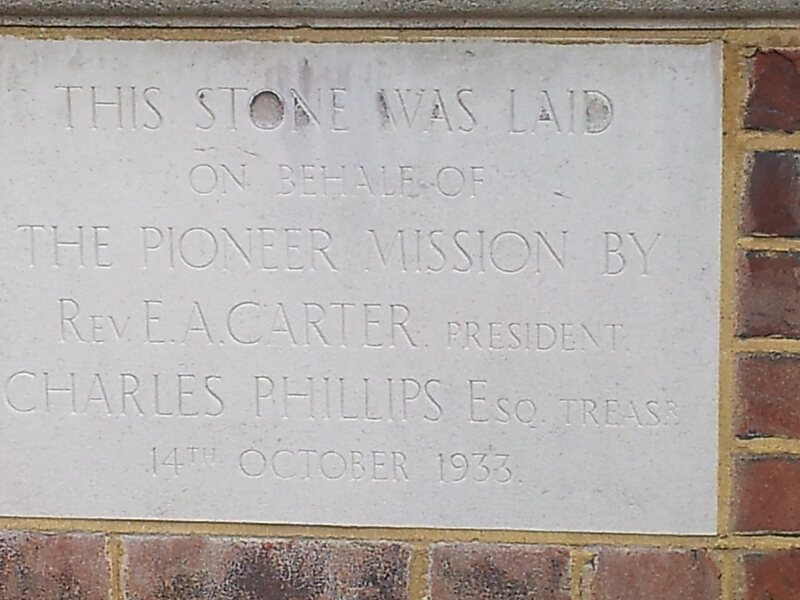 THIS STONE WAS LAID
ON BEHALF OF
THE PIONEER MISSION BY
REV. E.A. CARTER. PRESIDENT.
CHARLES PHILLIPS ESQ. TREASR
14TH OCTOBER 1933.